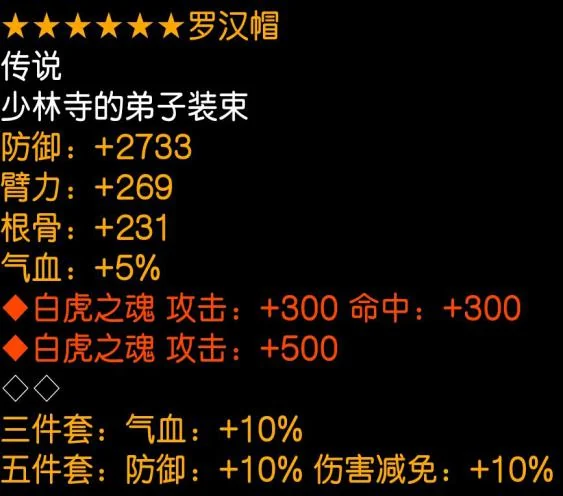 ★★★★★★罗汉帽
传说
少林寺的弟子装束
防御：+2733
臂力：+269
根骨：+231
气血：+5%
◆白虎之魂 攻击：+300 命中：+300
◆白虎之魂 攻击：+500
◇◇
三件套：气血：+10%
五件套：防御：+10% 伤害减免：+10%